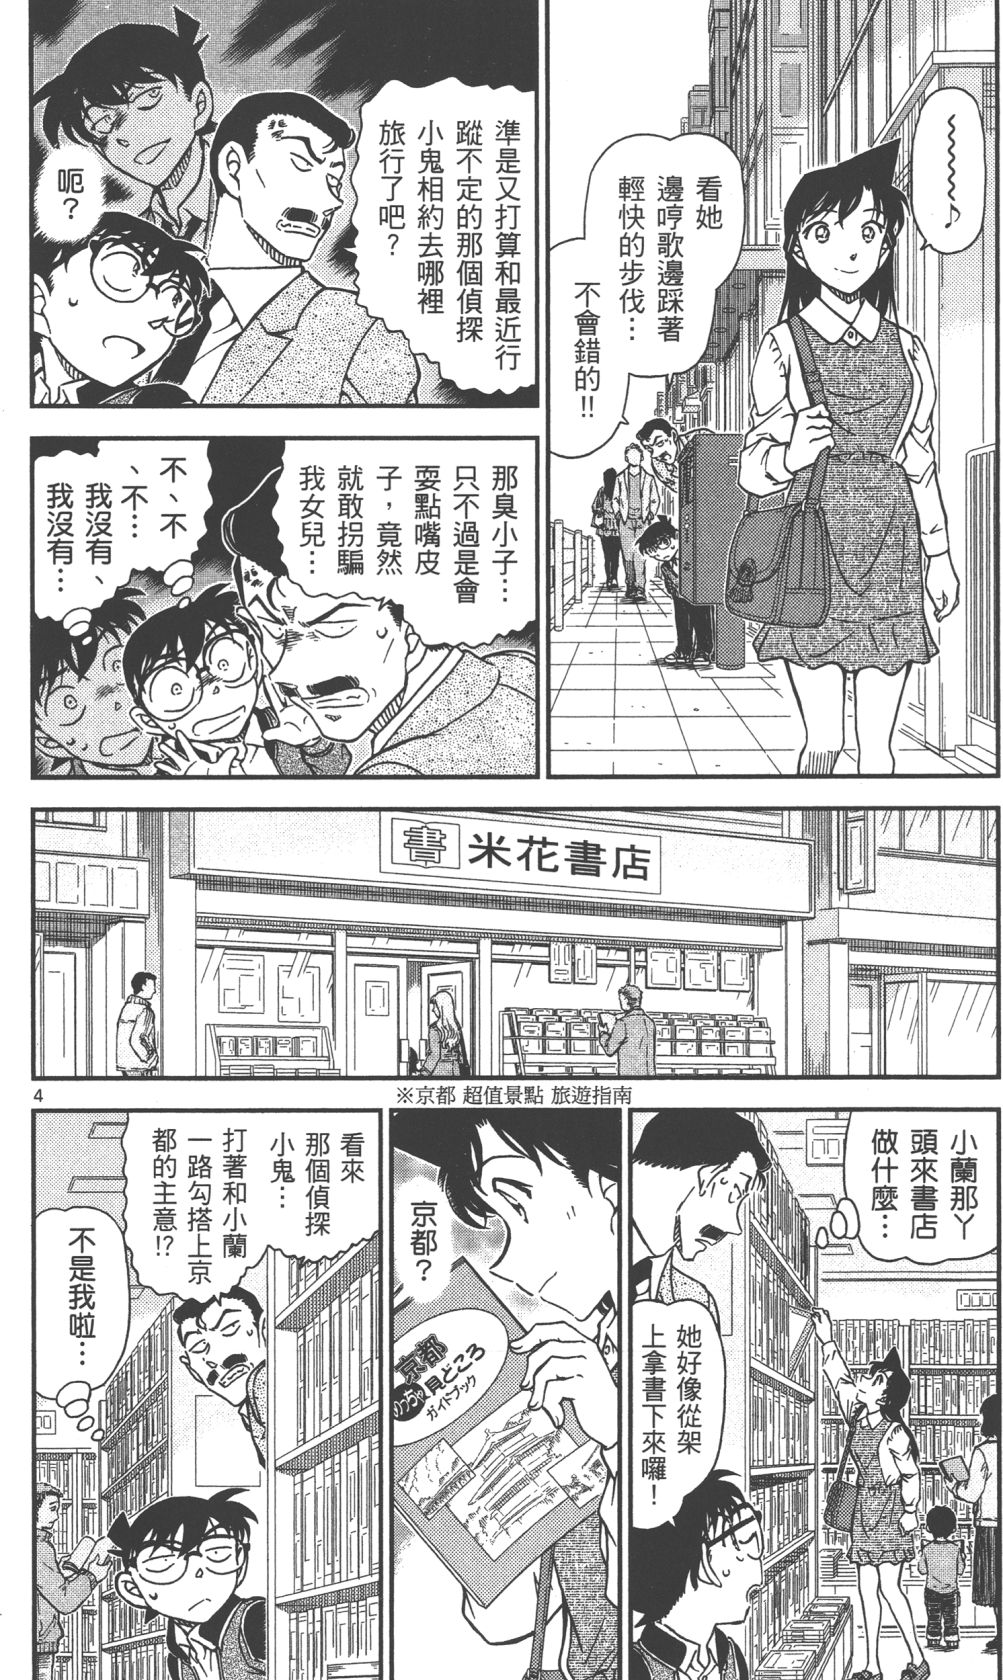 ～～♪
看她
邊哼歌邊踩著
輕快的步伐…
不會錯的!!
準是又打算和最近行
蹤不定的那個偵探
小鬼相約去哪裡
旅行了吧？
呃？
那臭小子…
只不過是會
耍點嘴皮
子，竟然
就敢拐騙
我女兒…
不、不
、不…
我沒有、
我沒有…
書 米花書店
4
※京都 超值景點 旅遊指南
小蘭那丫
頭來書店
做什麼…
她好像從架
上拿書下來囉！
京都？
京都
見どころ
ガイドブック
看來
那個偵探
小鬼…
打著和小蘭
一路勾搭上京
都的主意!?
不是我啦…